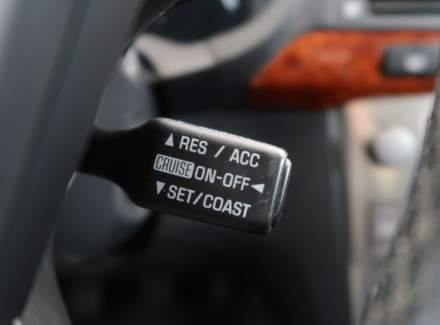 ▲ RES / ACC
CRUISE ON-OFF ◄
▼ SET/COAST